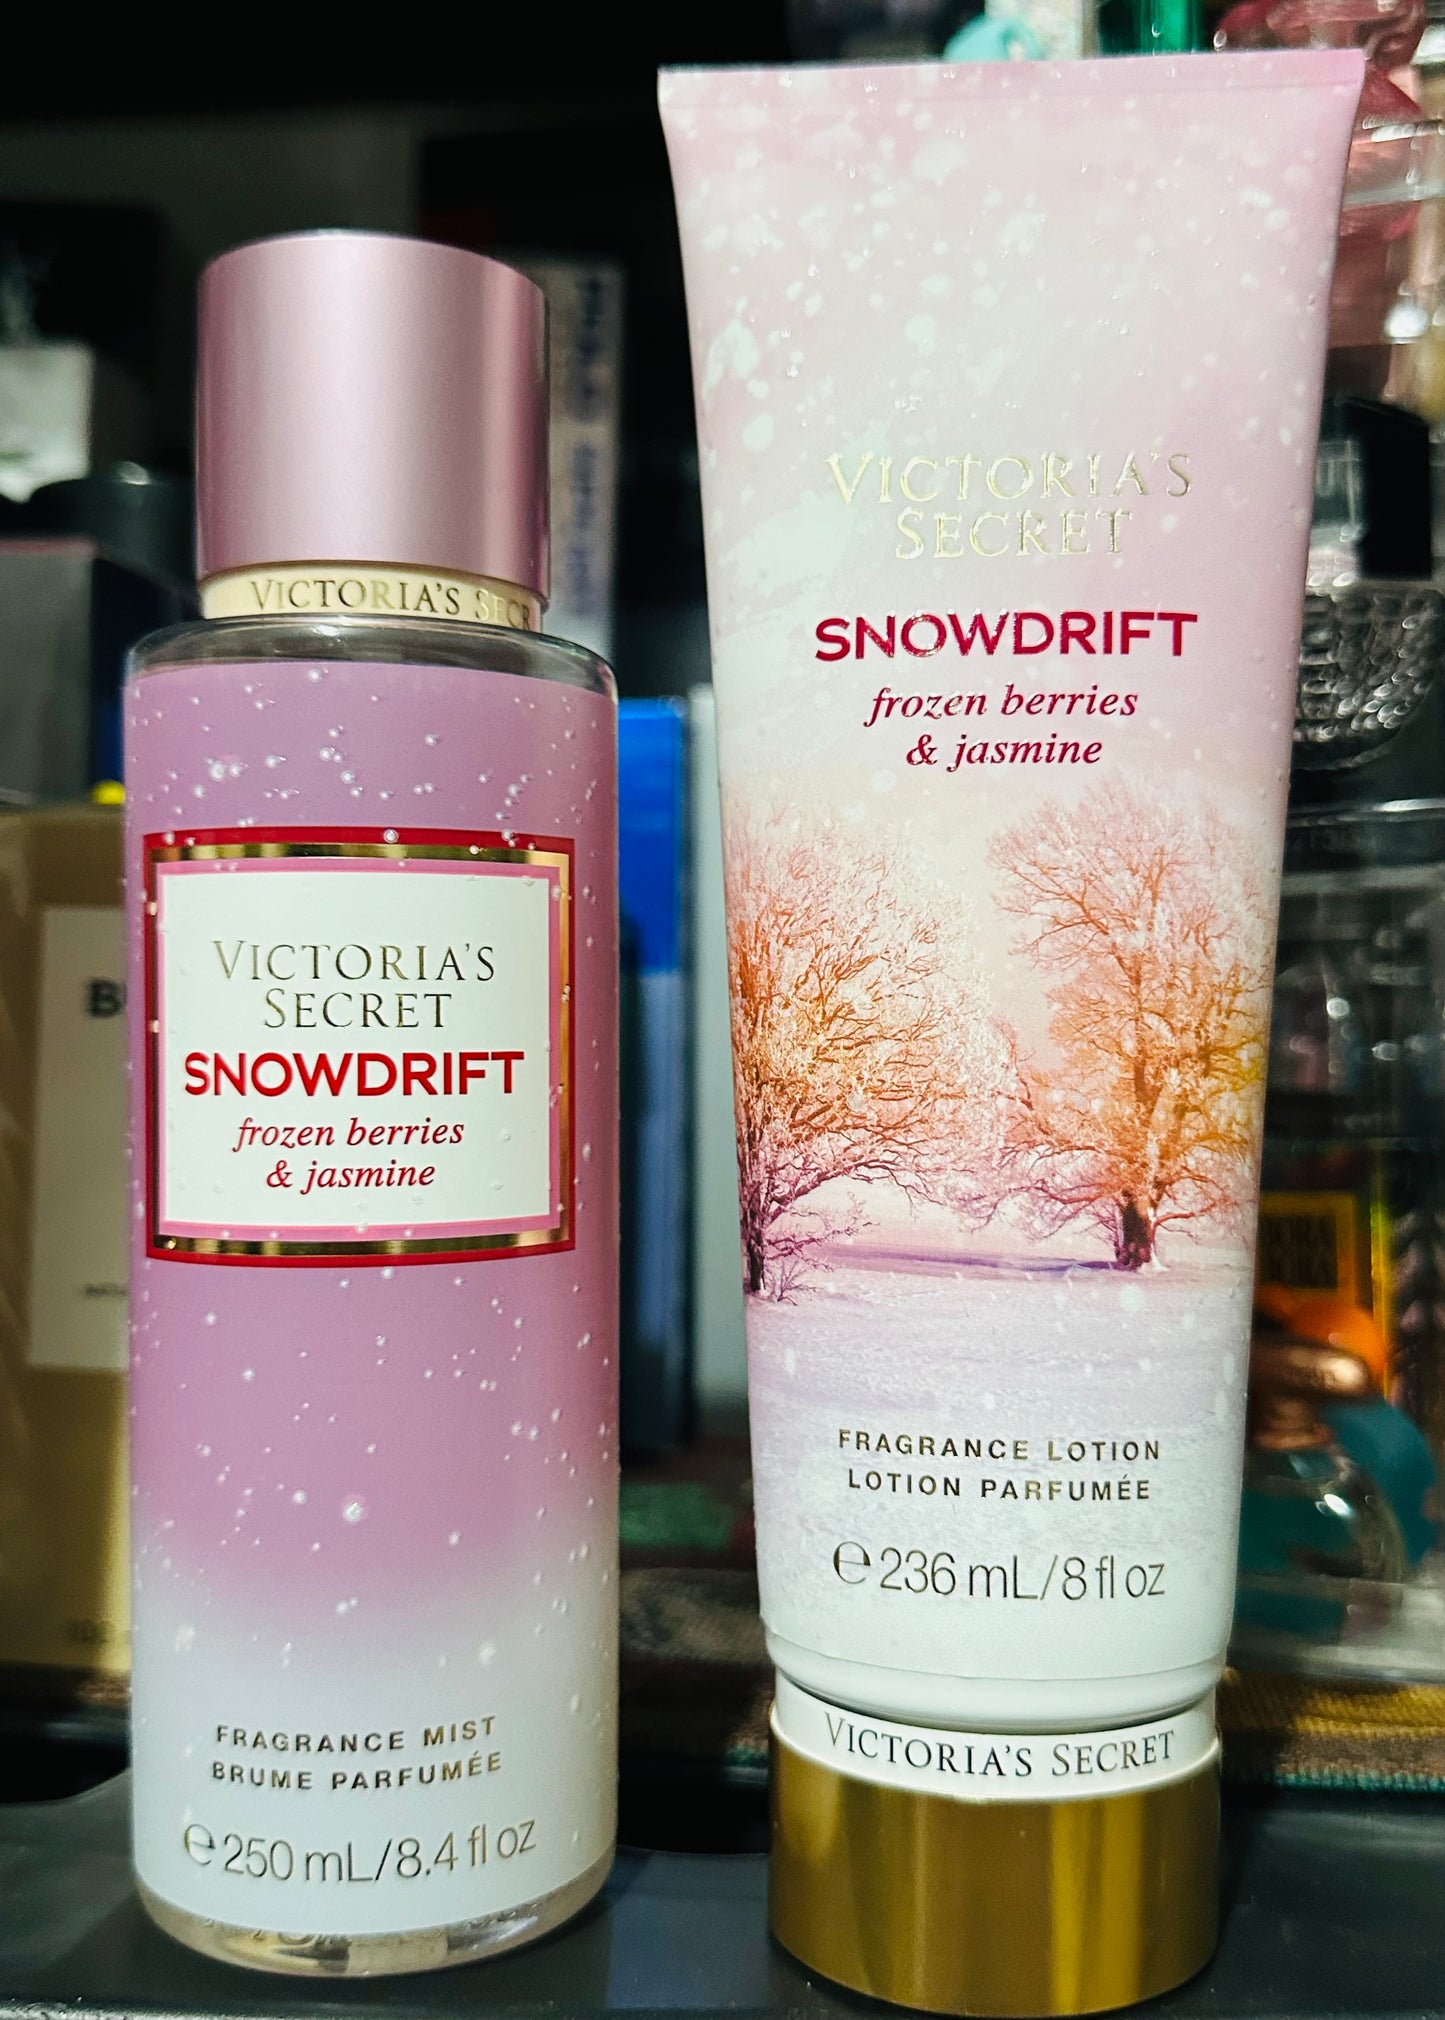 VICTORIA'S
VICTORIA'S
SECRET
SNOWDRIFT
frozen berries
& jasmine
FRAGRANCE MIST
BRUME PARFUMÉE
℮250 mL/8.4 fl oz
VICTORIA'S
SECRET
SNOWDRIFT
frozen berries
& jasmine
FRAGRANCE LOTION
LOTION PARFUMÉE
℮236 mL/8 fl oz
VICTORIA'S SECRET